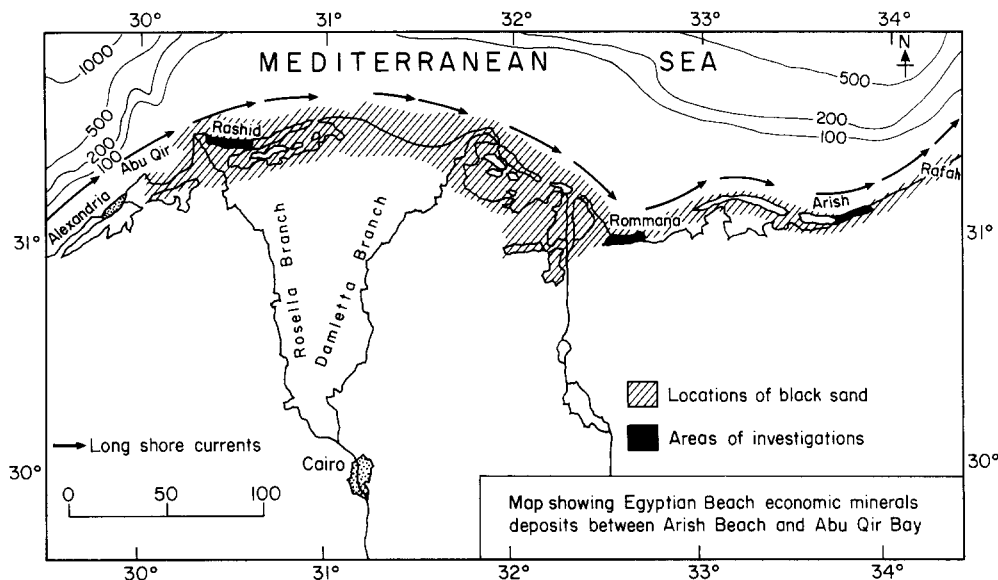 30° 31° 32° 33° 34°
MEDITERRANEAN SEA
N
1000
500
200
100
500
200
100
Rashid
Abu Qir
Alexandria
Rafah
Arish
Rommana
31°
31°
Rosella Branch
Damletta Branch
Locations of black sand
Areas of investigations
Long shore currents
Cairo
30°
30°
0 50 100
Map showing Egyptian Beach economic minerals
deposits between Arish Beach and Abu Qir Bay
30° 31° 32° 33° 34°